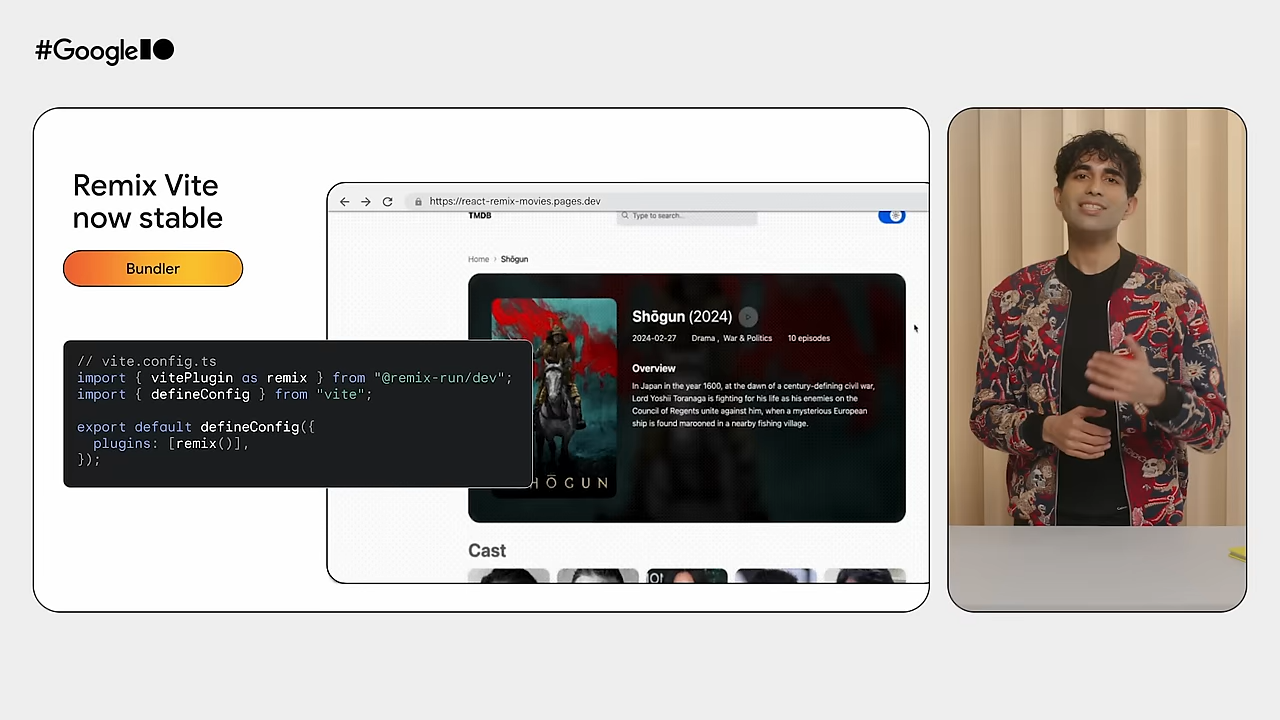 #Google IO
Remix Vite
now stable
Bundler
// vite.config.ts
import { vitePlugin as remix } from "@remix-run/dev";
import { defineConfig } from "vite";
export default defineConfig({
plugins: [remix()],
});
https://react-remix-movies.pages.dev
TMDB
Type to search...
Home › Shōgun
Shōgun (2024)
2024-02-27 Drama , War & Politics 10 episodes
Overview
In Japan in the year 1600, at the dawn of a century-defining civil war,
Lord Yoshii Toranaga is fighting for his life as his enemies on the
Council of Regents unite against him, when a mysterious European
ship is found marooned in a nearby fishing village.
HŌGUN
Cast